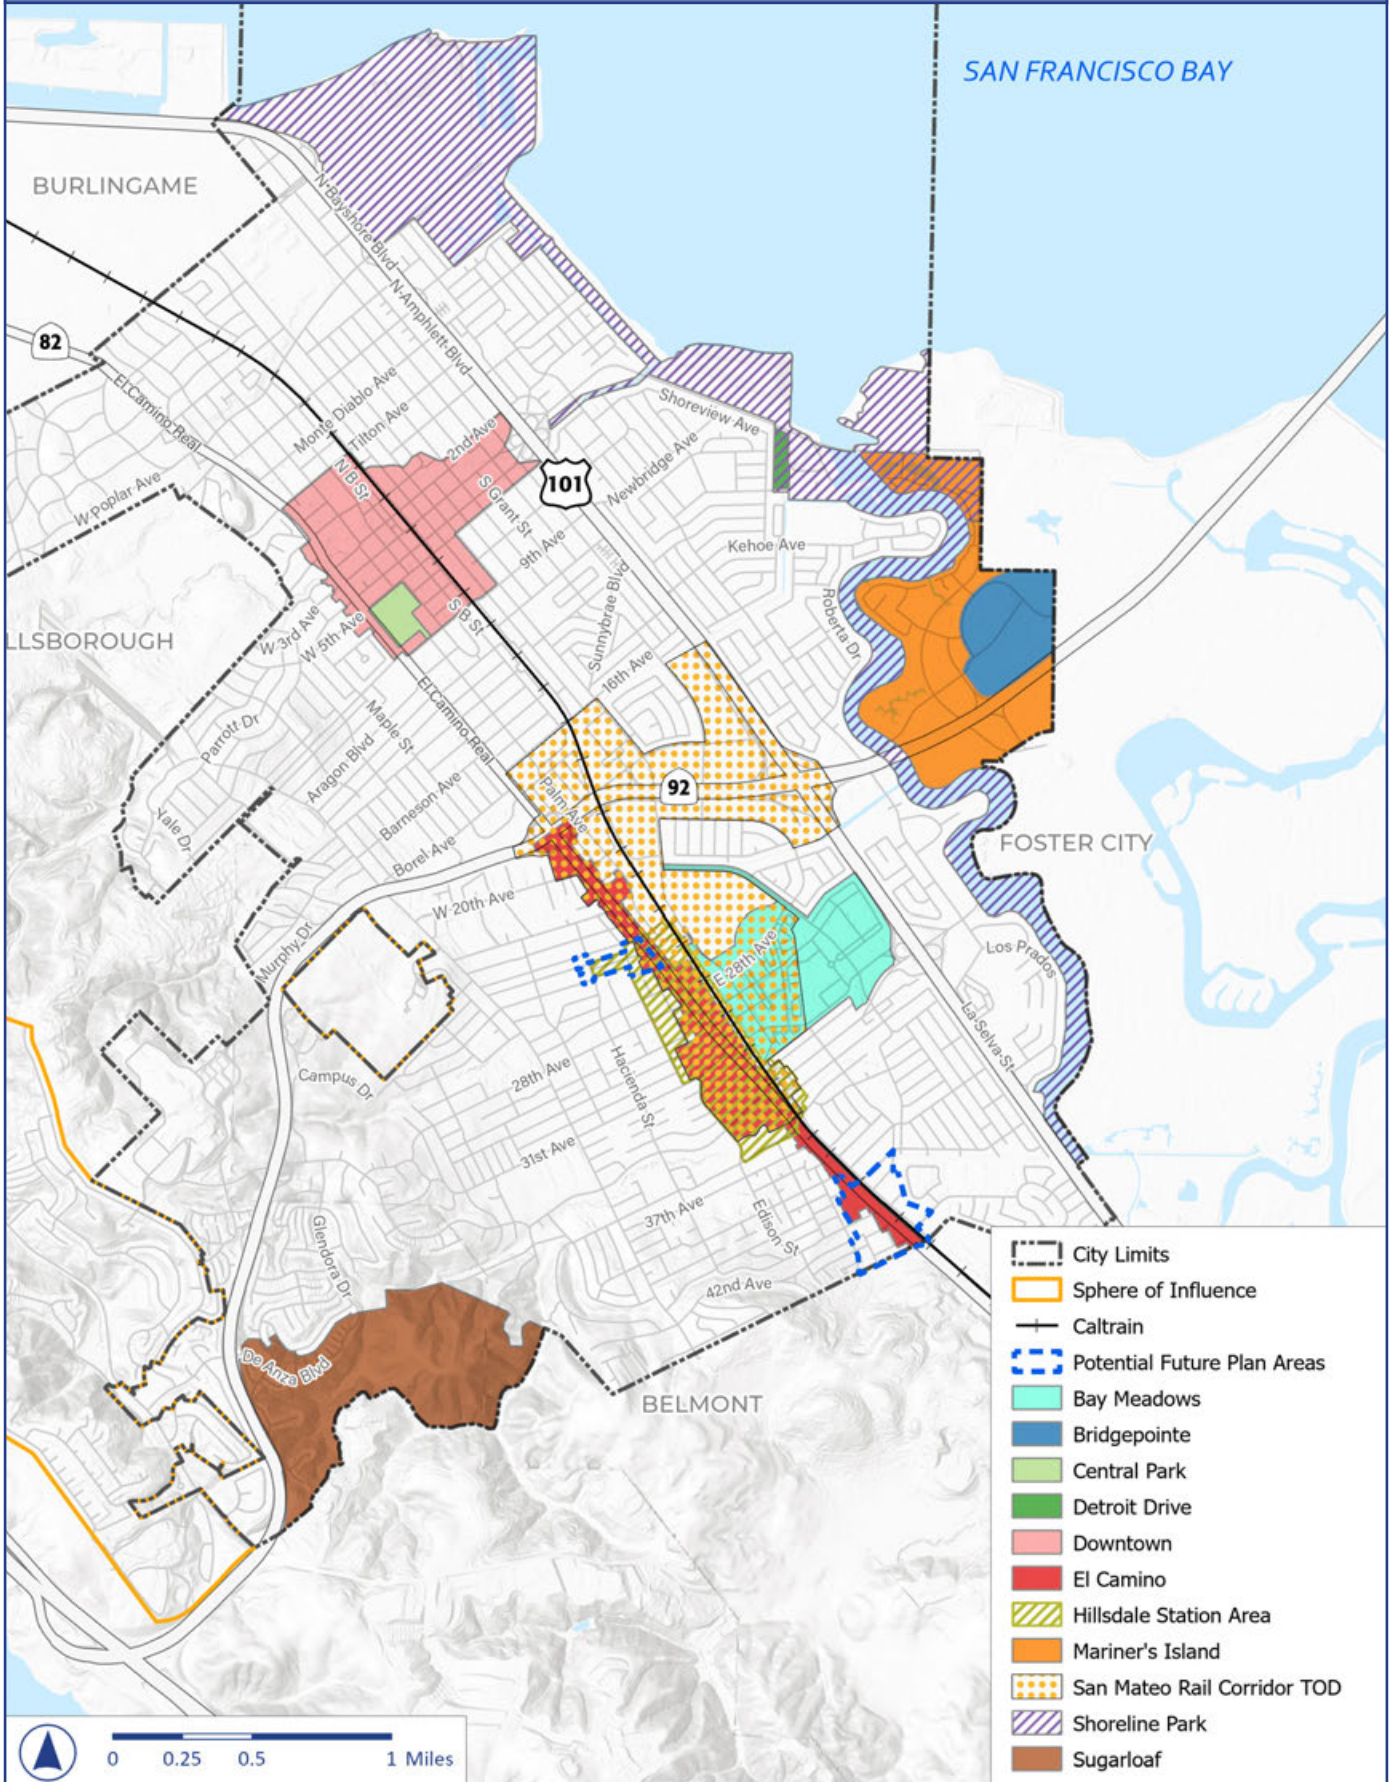 SAN FRANCISCO BAY
BURLINGAME
N Bayshore Blvd
N Amphlett Blvd
82
El Camino Real
Monte Diablo Ave
Tilton Ave
2nd Ave
Shoreview Ave
Newbridge Ave
N B St
101
S Grant St
W Poplar Ave
9th Ave
Kehoe Ave
Sunnybrae Blvd
Roberta Dr
S B St
W 3rd Ave
W 5th Ave
LLSBOROUGH
16th Ave
El Camino Real
Maple St
Parrott Dr
Aragon Blvd
Palm Ave
92
Barneson Ave
Yale Dr
Borel Ave
FOSTER CITY
W 20th Ave
Murphy Dr
E 28th Ave
Los Prados
La Selva St
Campus Dr
28th Ave
Hacienda St
31st Ave
37th Ave
Edison St
Glendora Dr
42nd Ave
De Anza Blvd
BELMONT
City Limits
Sphere of Influence
Caltrain
Potential Future Plan Areas
Bay Meadows
Bridgepointe
Central Park
Detroit Drive
Downtown
El Camino
Hillsdale Station Area
Mariner's Island
San Mateo Rail Corridor TOD
Shoreline Park
Sugarloaf
0 0.25 0.5 1 Miles